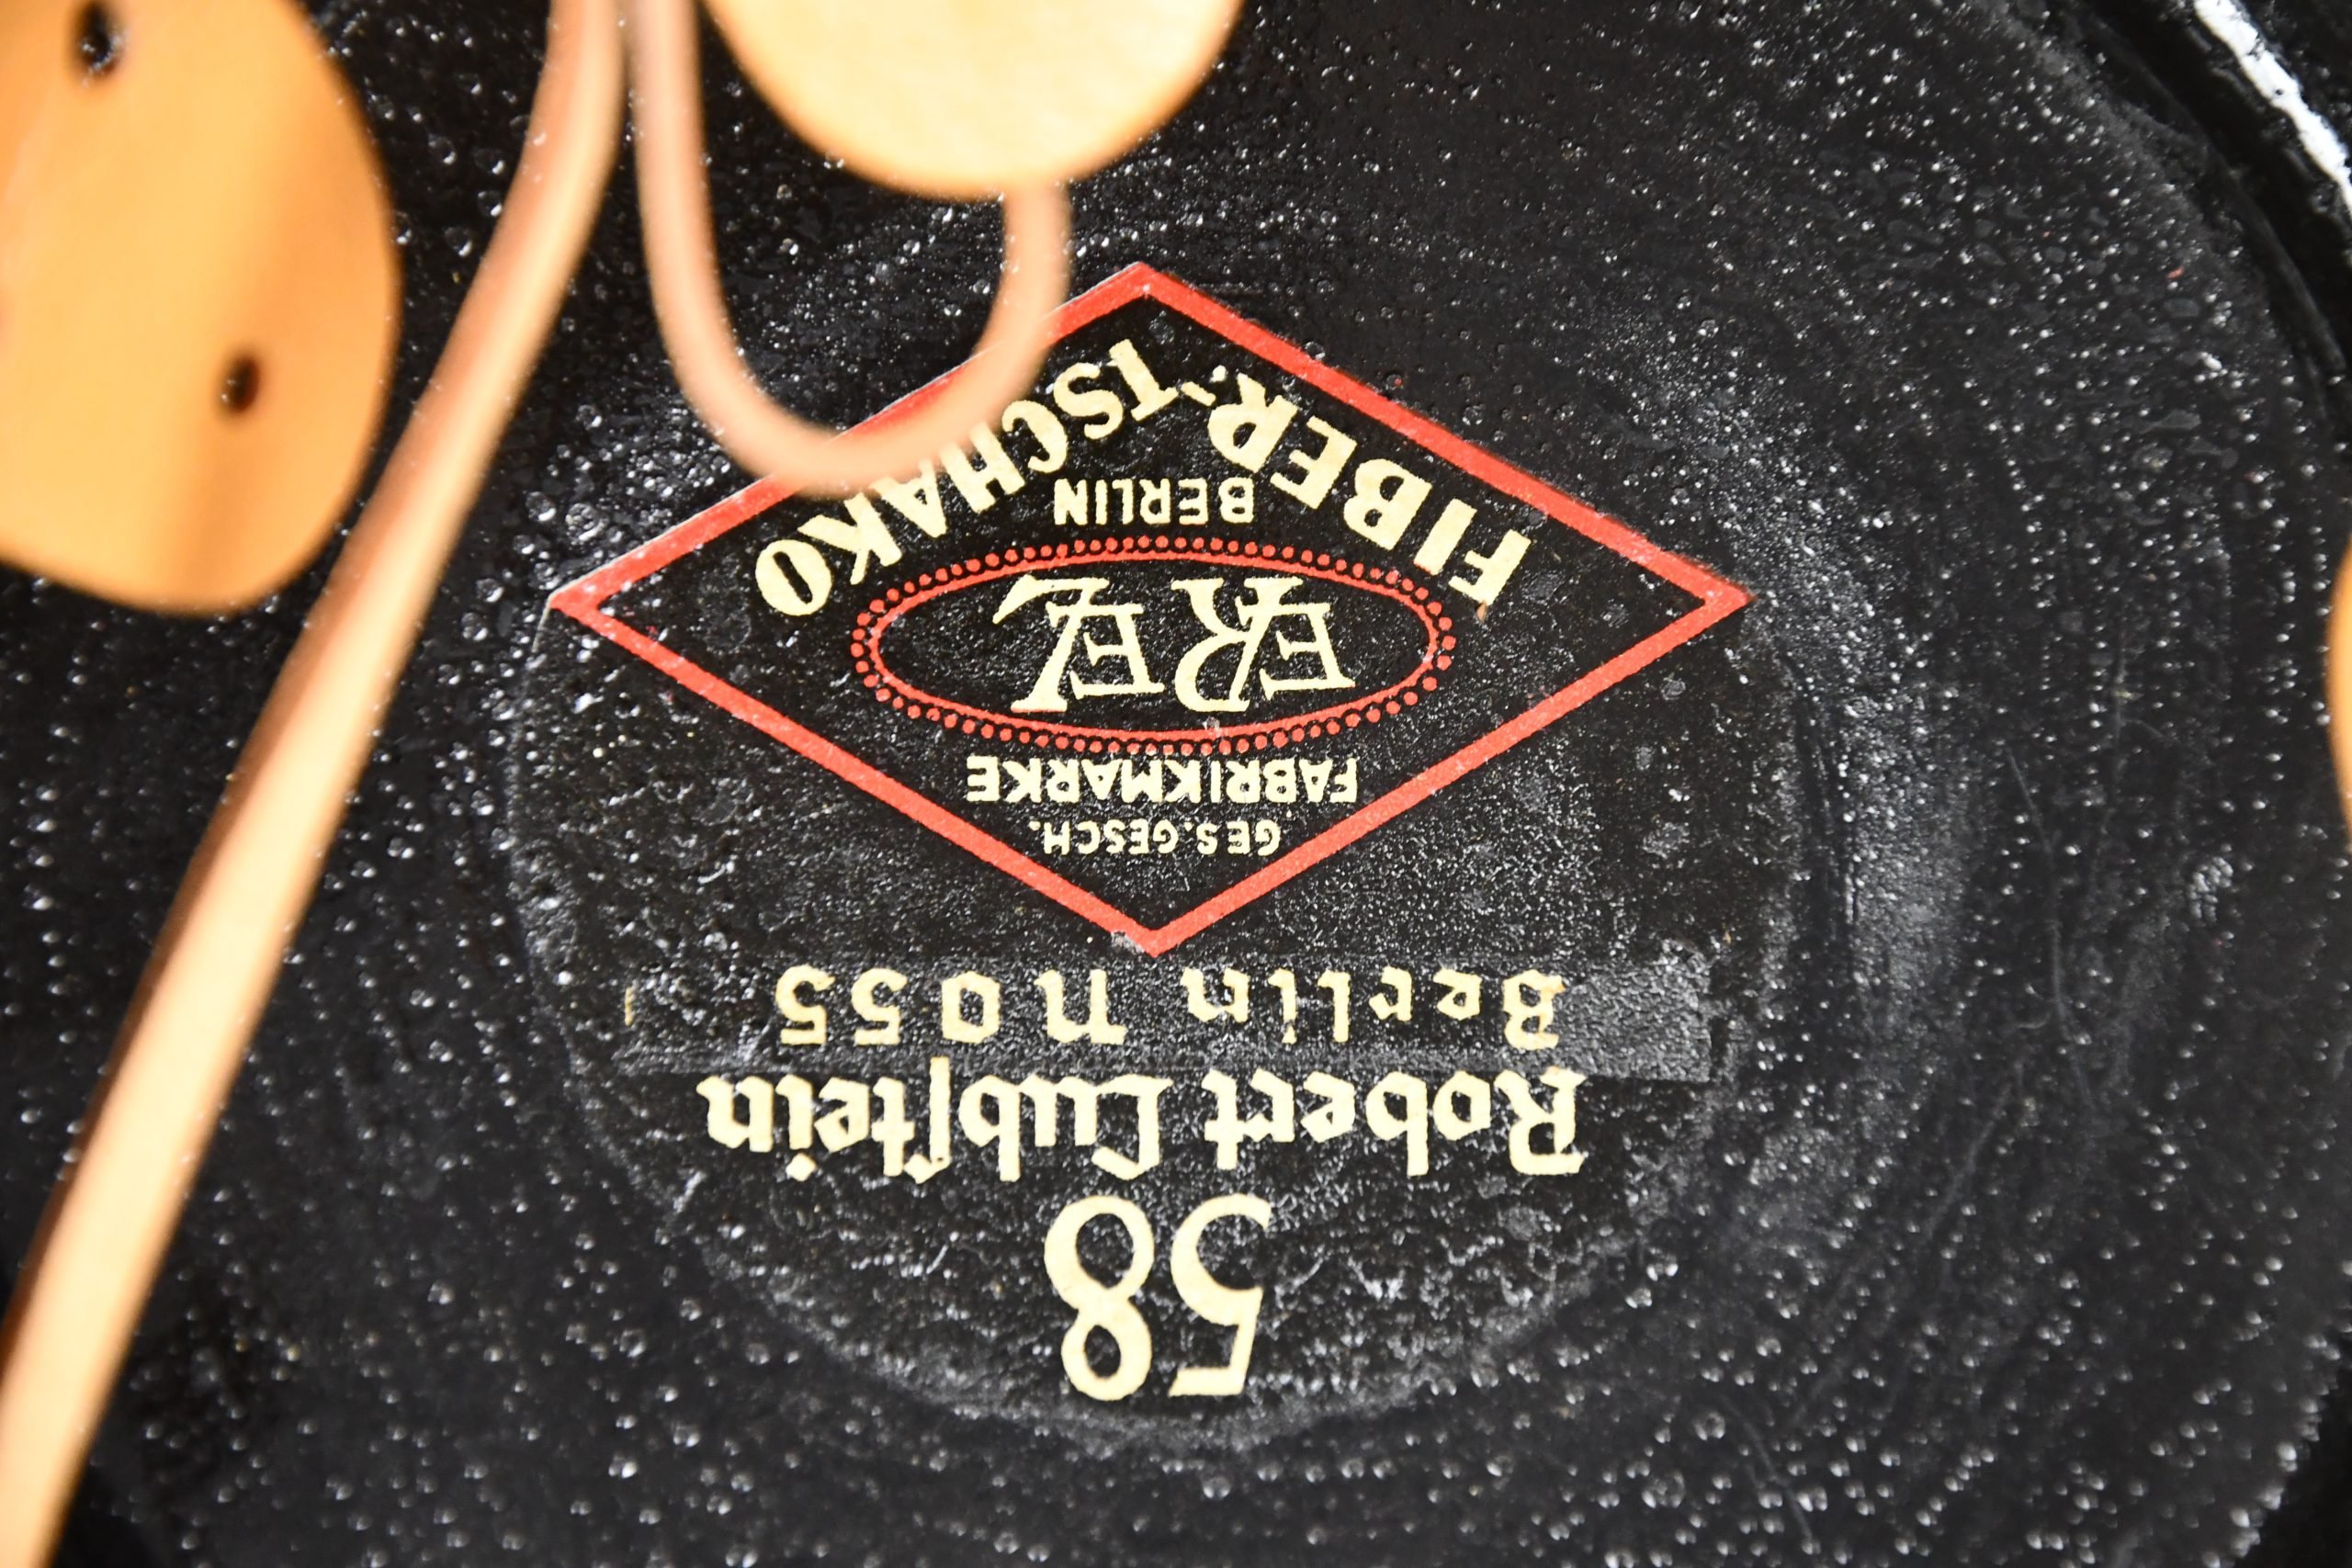 58
Robert Lubſtein
Berlin NO55
GES. GESCH.
FABRIKMARKE
EREL
BERLIN
FIBER-TSCHAKO